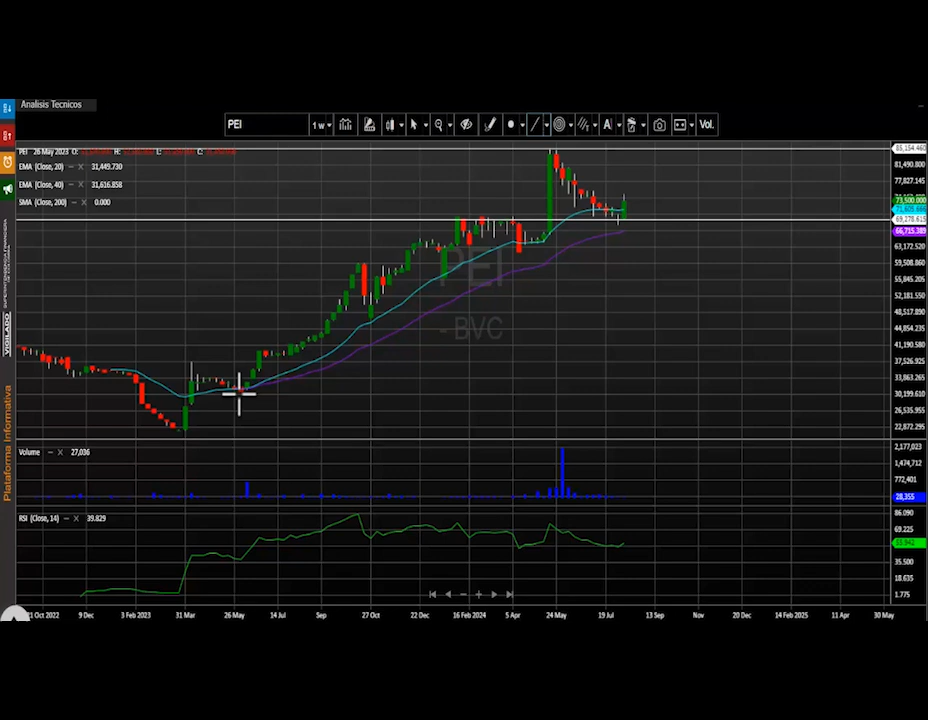 Analisis Tecnicos
PEI 1 w Vol.
PEI 26 May 2023 O: H: L: C:
EMA (Close, 20) 31,449.730
EMA (Close, 40) 31,616.858
SMA (Close, 200) 0.000
PEI
- BVC
85,154.460
81,490.800
77,827.145
73,500.000
69,278.615
66,715.389
63,172.520
59,508.860
55,845.205
52,181.550
48,517.890
44,854.235
41,190.580
37,526.925
33,863.265
30,199.610
26,535.955
22,872.295
Volume 27,036
2,177,023
1,474,712
772,401
28,355
RSI (Close, 14) 39.829
86.090
69.225
35.500
18.635
1.775
21 Oct 2022 9 Dec 3 Feb 2023 31 Mar 26 May 14 Jul Sep 27 Oct 22 Dec 16 Feb 2024 5 Apr 24 May 19 Jul 13 Sep Nov 20 Dec 14 Feb 2025 11 Apr 30 May
VIGILADO
Plataforma Informativa